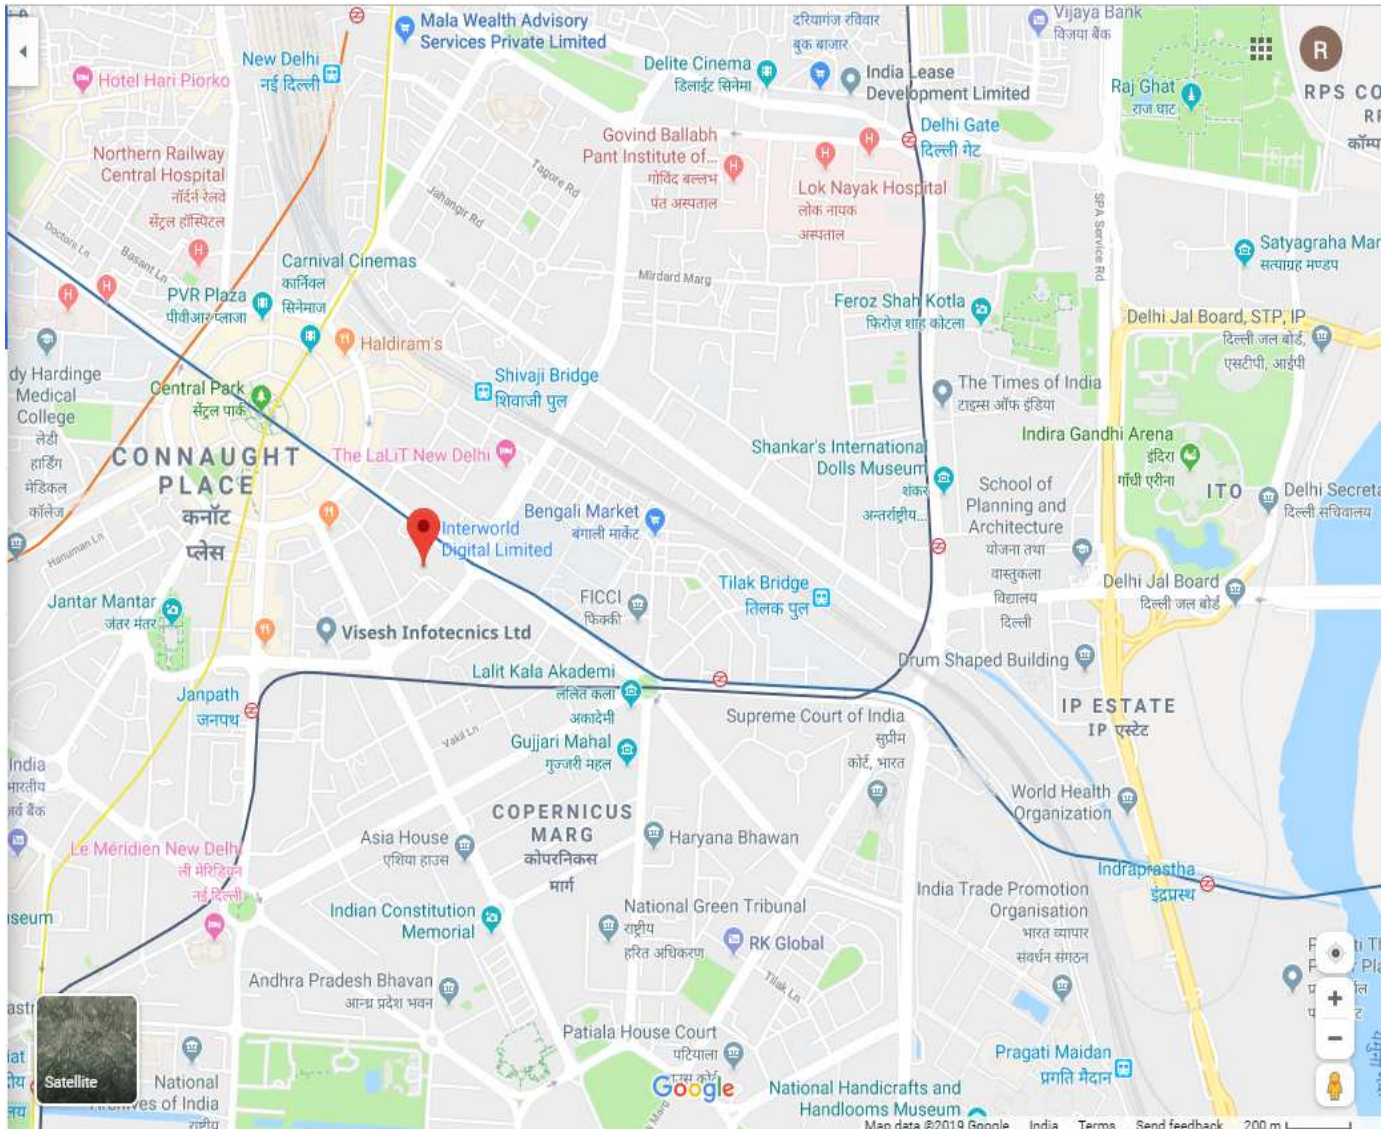 Mala Wealth Advisory
Services Private Limited
दरियागंज रविवार
बुक बाजार
Vijaya Bank
विजया बैंक
R
New Delhi
नई दिल्ली
Hotel Hari Piorko
Delite Cinema
डिलाईट सिनेमा
India Lease
Development Limited
Raj Ghat
राज घाट
RPS CO
Northern Railway
Central Hospital
नॉर्दर्न रेलवे
सेंट्रल हॉस्पिटल
Govind Ballabh
Pant Institute of...
गोविंद बल्लभ
पंत अस्पताल
Delhi Gate
दिल्ली गेट
Lok Nayak Hospital
लोक नायक
अस्पताल
Tagore Rd
Jahangir Rd
Doctors Ln
Basant Ln
Mirdard Marg
SPA Service Rd
Satyagraha Man
सत्याग्रह मण्डप
Carnival Cinemas
कार्निवल
सिनेमाज
PVR Plaza
पीवीआर प्लाजा
Haldiram's
Feroz Shah Kotla
फिरोज़ शाह कोटला
Delhi Jal Board, STP, IP
दिल्ली जल बोर्ड,
एसटीपी, आईपी
dy Hardinge
Medical
College
लेडी
हार्डिंग
मेडिकल
कॉलेज
Central Park
सेंट्रल पार्क
Shivaji Bridge
शिवाजी पुल
The Times of India
टाइम्स ऑफ इंडिया
CONNAUGHT
PLACE
कनॉट
प्लेस
The LaLiT New Delhi
Shankar's International
Dolls Museum
शंकर
अन्तर्राष्ट्रीय...
Indira Gandhi Arena
इंदिरा
गाँधी एरीना
ITO
Delhi Secreta
दिल्ली सचिवालय
School of
Planning and
Architecture
योजना तथा
वास्तुकला
विद्यालय
दिल्ली
Hanuman Ln
Interworld
Digital Limited
Bengali Market
बंगाली मार्केट
Jantar Mantar
जंतर मंतर
FICCI
फिक्की
Tilak Bridge
तिलक पुल
Delhi Jal Board
दिल्ली जल बोर्ड
Visesh Infotecnics Ltd
Drum Shaped Building
Janpath
जनपथ
Lalit Kala Akademi
ललित कला
अकादेमी
Supreme Court of India
सुप्रीम
कोर्ट, भारत
IP ESTATE
IP एस्टेट
Vakil Ln
Gujjari Mahal
गुज्जरी महल
India
भारतीय
COPERNICUS
MARG
कोपरनिकस
मार्ग
World Health
Organization
Le Méridien New Delhi
ली मेरिडियन
नई दिल्ली
Asia House
एशिया हाउस
Haryana Bhawan
Indraprastha
इंद्रप्रस्थ
Indian Constitution
Memorial
National Green Tribunal
राष्ट्रीय
हरित अधिकरण
RK Global
India Trade Promotion
Organisation
भारत व्यापार
संवर्धन संगठन
Andhra Pradesh Bhavan
आन्ध्र प्रदेश भवन
Tilak Ln
Patiala House Court
पटियाला
Pragati Maidan
प्रगति मैदान
Satellite
National
Archives of India
राष्ट्रीय
Google
National Handicrafts and
Handlooms Museum
Map data ©2019 Google India Terms Send feedback 200 m